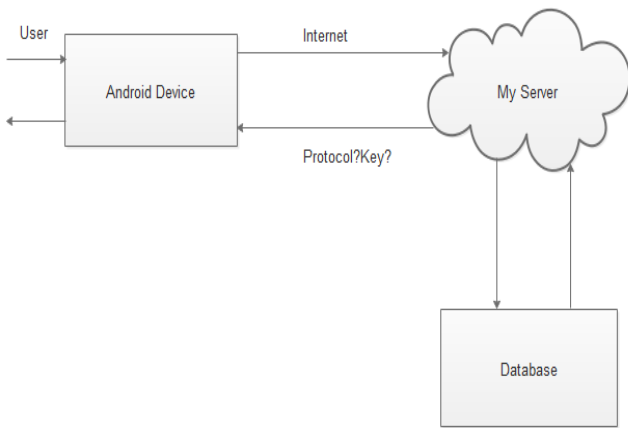 User
Internet
Android Device
My Server
Protocol?Key?
Database